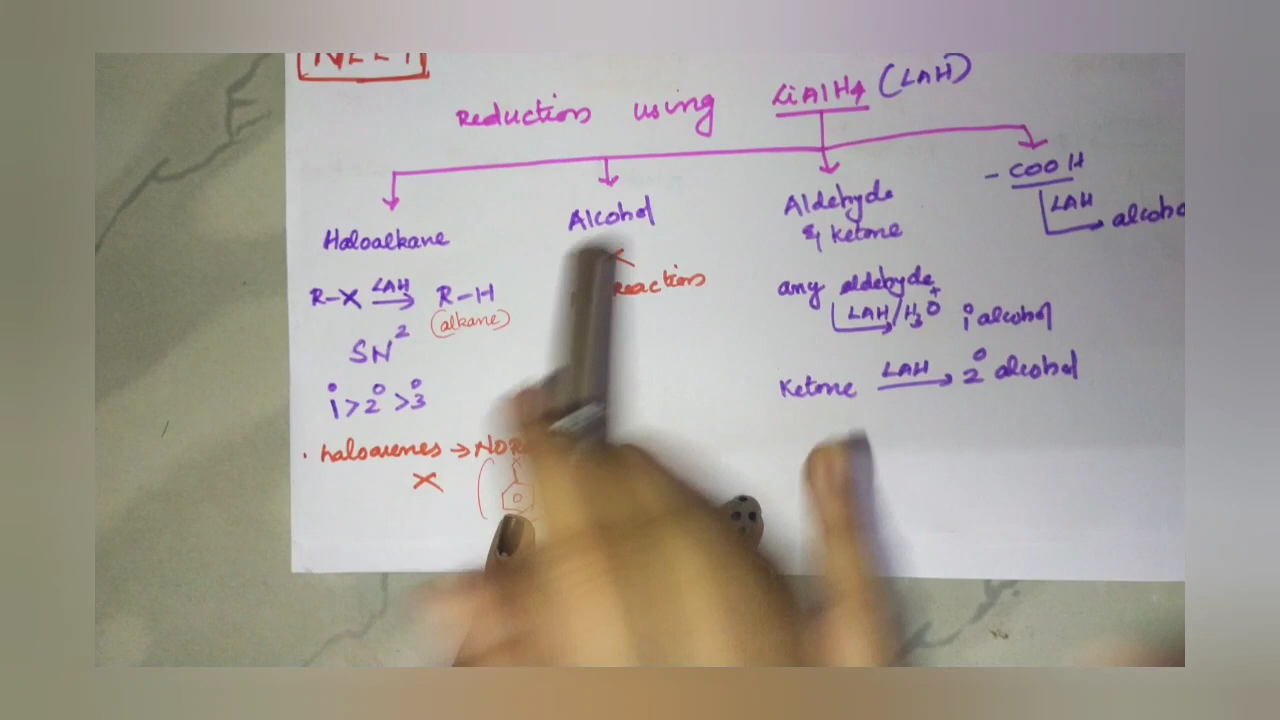 Reduction using LiAlH4 (LAH)
Haloalkane
R-X LAH → R-H
(alkane)
SN2
1° > 2° > 3°
. haloarenes →
X
Alcohol
reaction
Aldehyde
& Ketone
any aldehyde
LAH/H3O+ → 1° alcohol
Ketone LAH → 2° alcohol
- COOH
LAH →